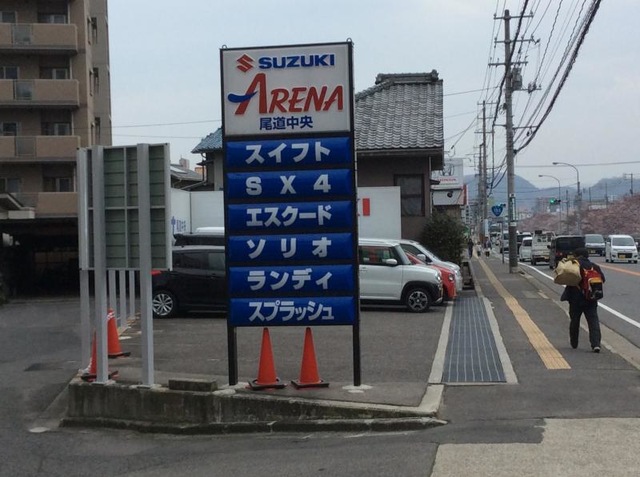 SUZUKI
ARENA
尾道中央
スイフト
SX4
エスクード
ソリオ
ランディ
スプラッシュ